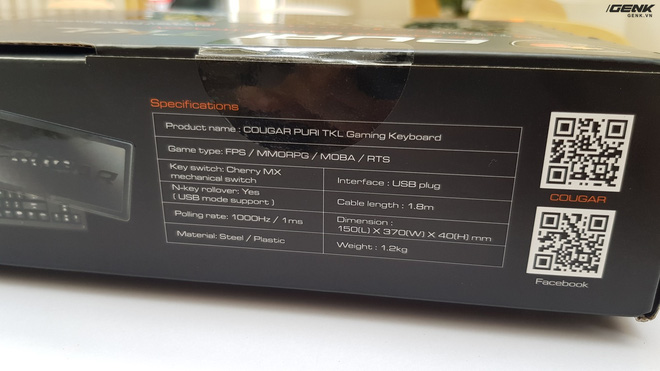 GENK
GENK.VN
PURI
Specifications
Product name : COUGAR PURI TKL Gaming Keyboard
Game type: FPS / MMORPG / MOBA / RTS
Key switch: Cherry MX
mechanical switch
Interface : USB plug
N-key rollover: Yes
( USB mode support )
Cable length : 1.8m
Polling rate: 1000Hz / 1ms
Dimension :
150(L) X 370(W) X 40(H) mm
Material: Steel / Plastic
Weight : 1.2kg
COUGAR
Facebook